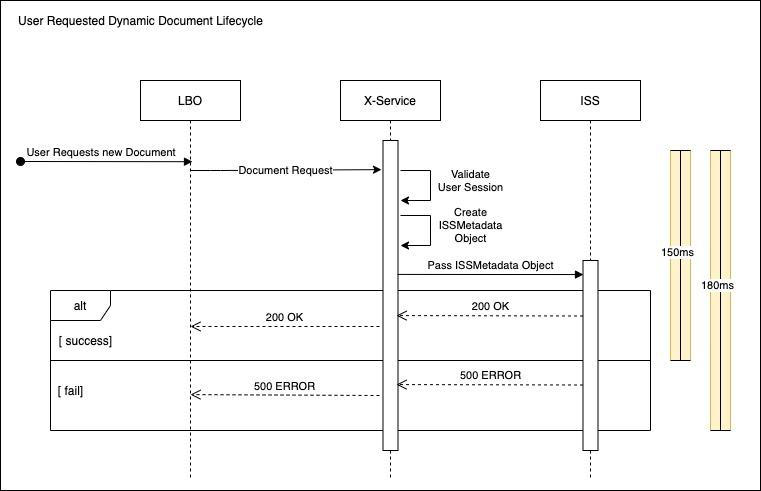 User Requested Dynamic Document Lifecycle
LBO
X-Service
ISS
User Requests new Document
Document Request
Validate
User Session
Create
ISSMetadata
Object
150ms
Pass ISSMetadata Object
180ms
alt
200 OK
200 OK
[ success]
500 ERROR
500 ERROR
[ fail]